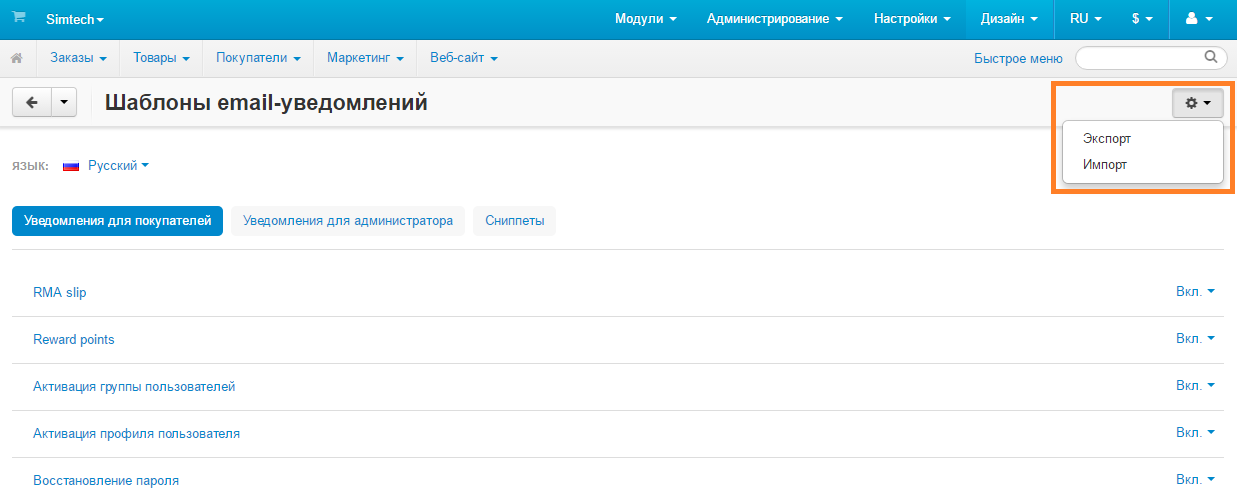 Simtech Модули Администрирование Настройки Дизайн RU $
Заказы Товары Покупатели Маркетинг Веб-сайт Быстрое меню
Шаблоны email-уведомлений
Экспорт
Импорт
ЯЗЫК: Русский
Уведомления для покупателей Уведомления для администратора Сниппеты
RMA slip Вкл.
Reward points Вкл.
Активация группы пользователей Вкл.
Активация профиля пользователя Вкл.
Восстановление пароля Вкл.